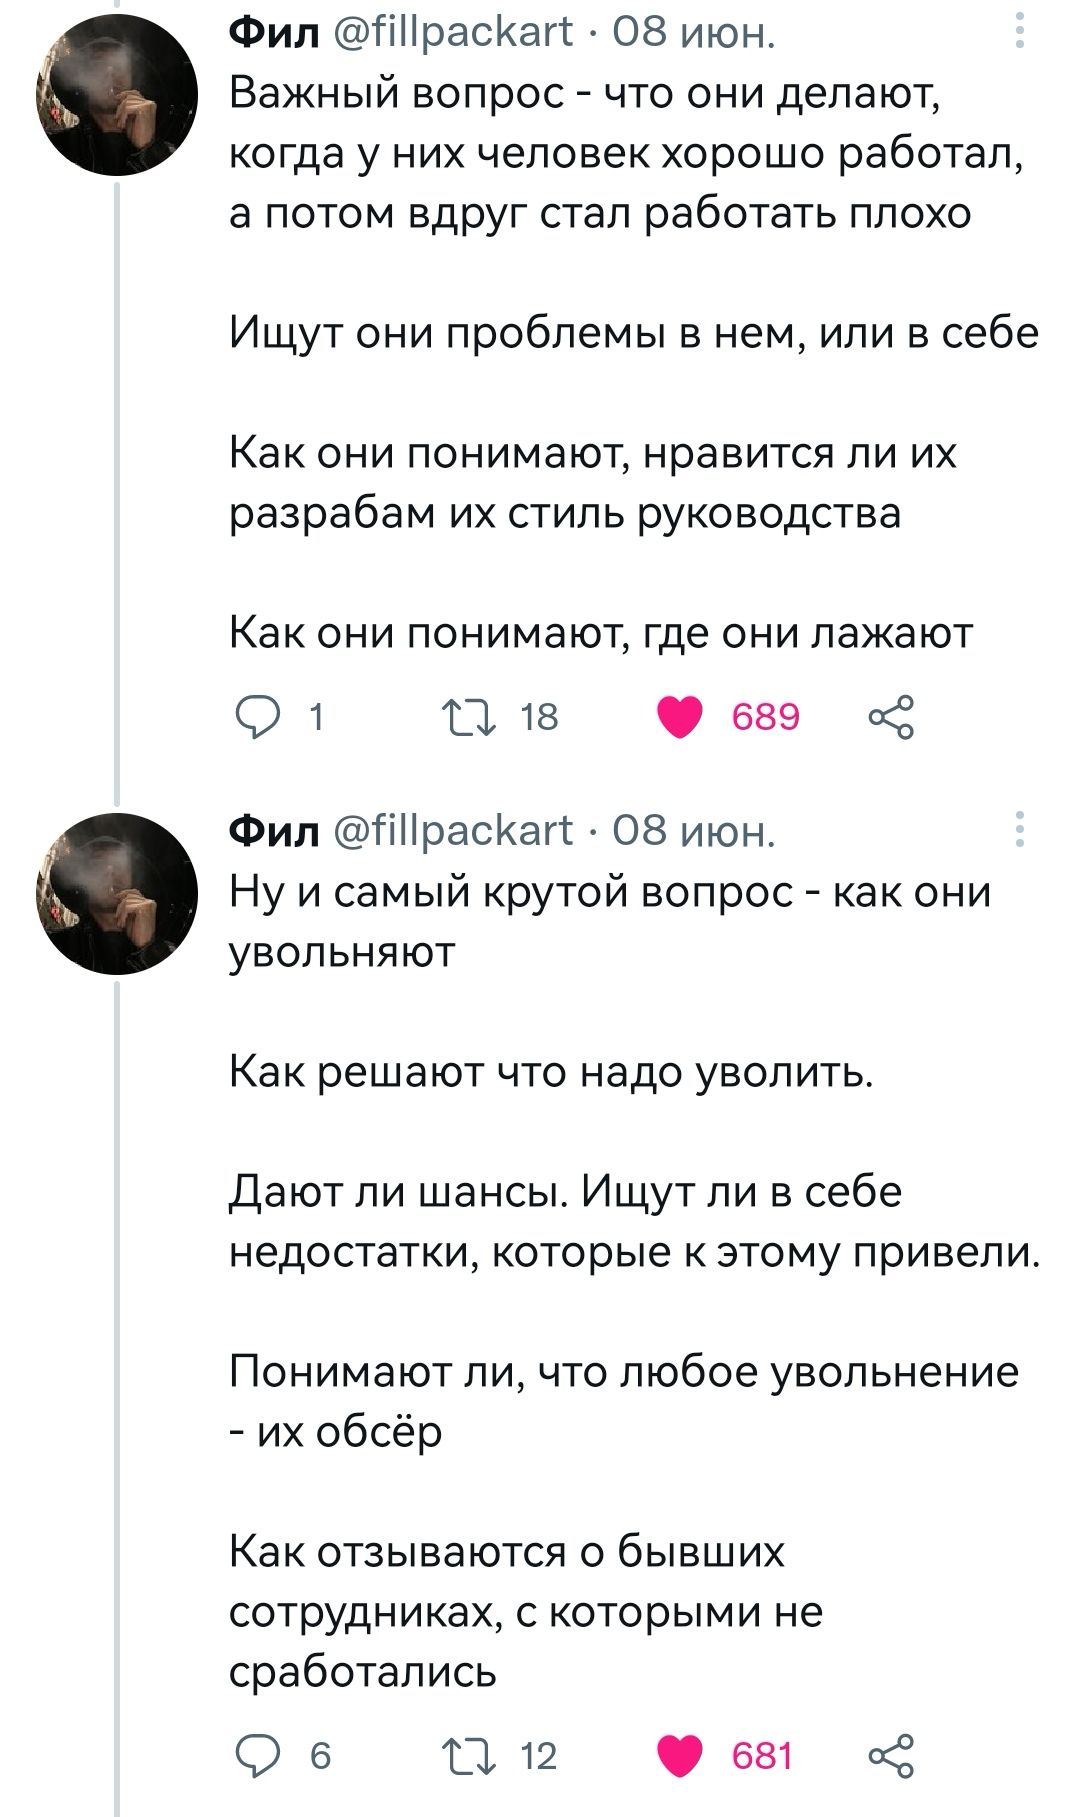 Фил @fillpackart · 08 июн.
Важный вопрос - что они делают,
когда у них человек хорошо работал,
а потом вдруг стал работать плохо
Ищут они проблемы в нем, или в себе
Как они понимают, нравится ли их
разрабам их стиль руководства
Как они понимают, где они лажают
1 18 689
Фил @fillpackart · 08 июн.
Ну и самый крутой вопрос - как они
увольняют
Как решают что надо уволить.
Дают ли шансы. Ищут ли в себе
недостатки, которые к этому привели.
Понимают ли, что любое увольнение
- их обсёр
Как отзываются о бывших
сотрудниках, с которыми не
сработались
6 12 681